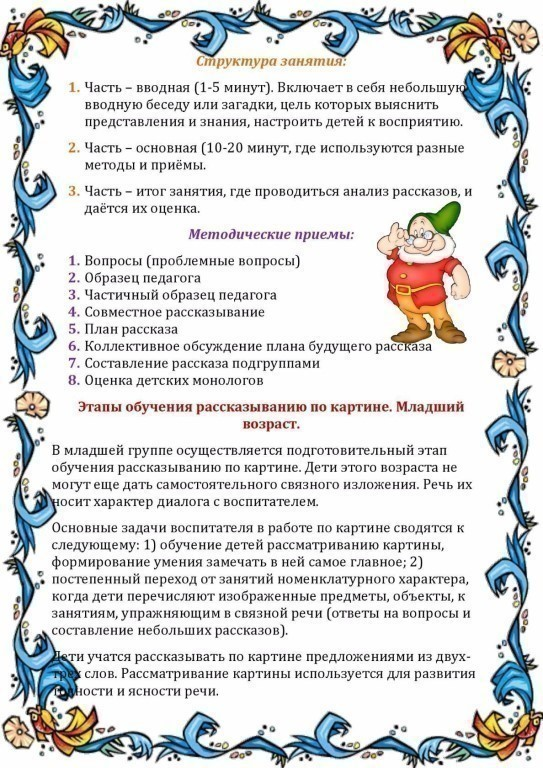 Структура занятия:
1. Часть – вводная (1-5 минут). Включает в себя небольшую
вводную беседу или загадки, цель которых выяснить
представления и знания, настроить детей к восприятию.
2. Часть – основная (10-20 минут, где используются разные
методы и приёмы.
3. Часть – итог занятия, где проводиться анализ рассказов, и
даётся их оценка.
Методические приемы:
1. Вопросы (проблемные вопросы)
2. Образец педагога
3. Частичный образец педагога
4. Совместное рассказывание
5. План рассказа
6. Коллективное обсуждение плана будущего рассказа
7. Составление рассказа подгруппами
8. Оценка детских монологов
Этапы обучения рассказыванию по картине. Младший
возраст.
В младшей группе осуществляется подготовительный этап
обучения рассказыванию по картине. Дети этого возраста не
могут еще дать самостоятельного связного изложения. Речь их
носит характер диалога с воспитателем.
Основные задачи воспитателя в работе по картине сводятся к
следующему: 1) обучение детей рассматриванию картины,
формирование умения замечать в ней самое главное; 2)
постепенный переход от занятий номенклатурного характера,
когда дети перечисляют изображенные предметы, объекты, к
занятиям, упражняющим в связной речи (ответы на вопросы и
составление небольших рассказов).
Дети учатся рассказывать по картине предложениями из двух-
трех слов. Рассматривание картины используется для развития
точности и ясности речи.